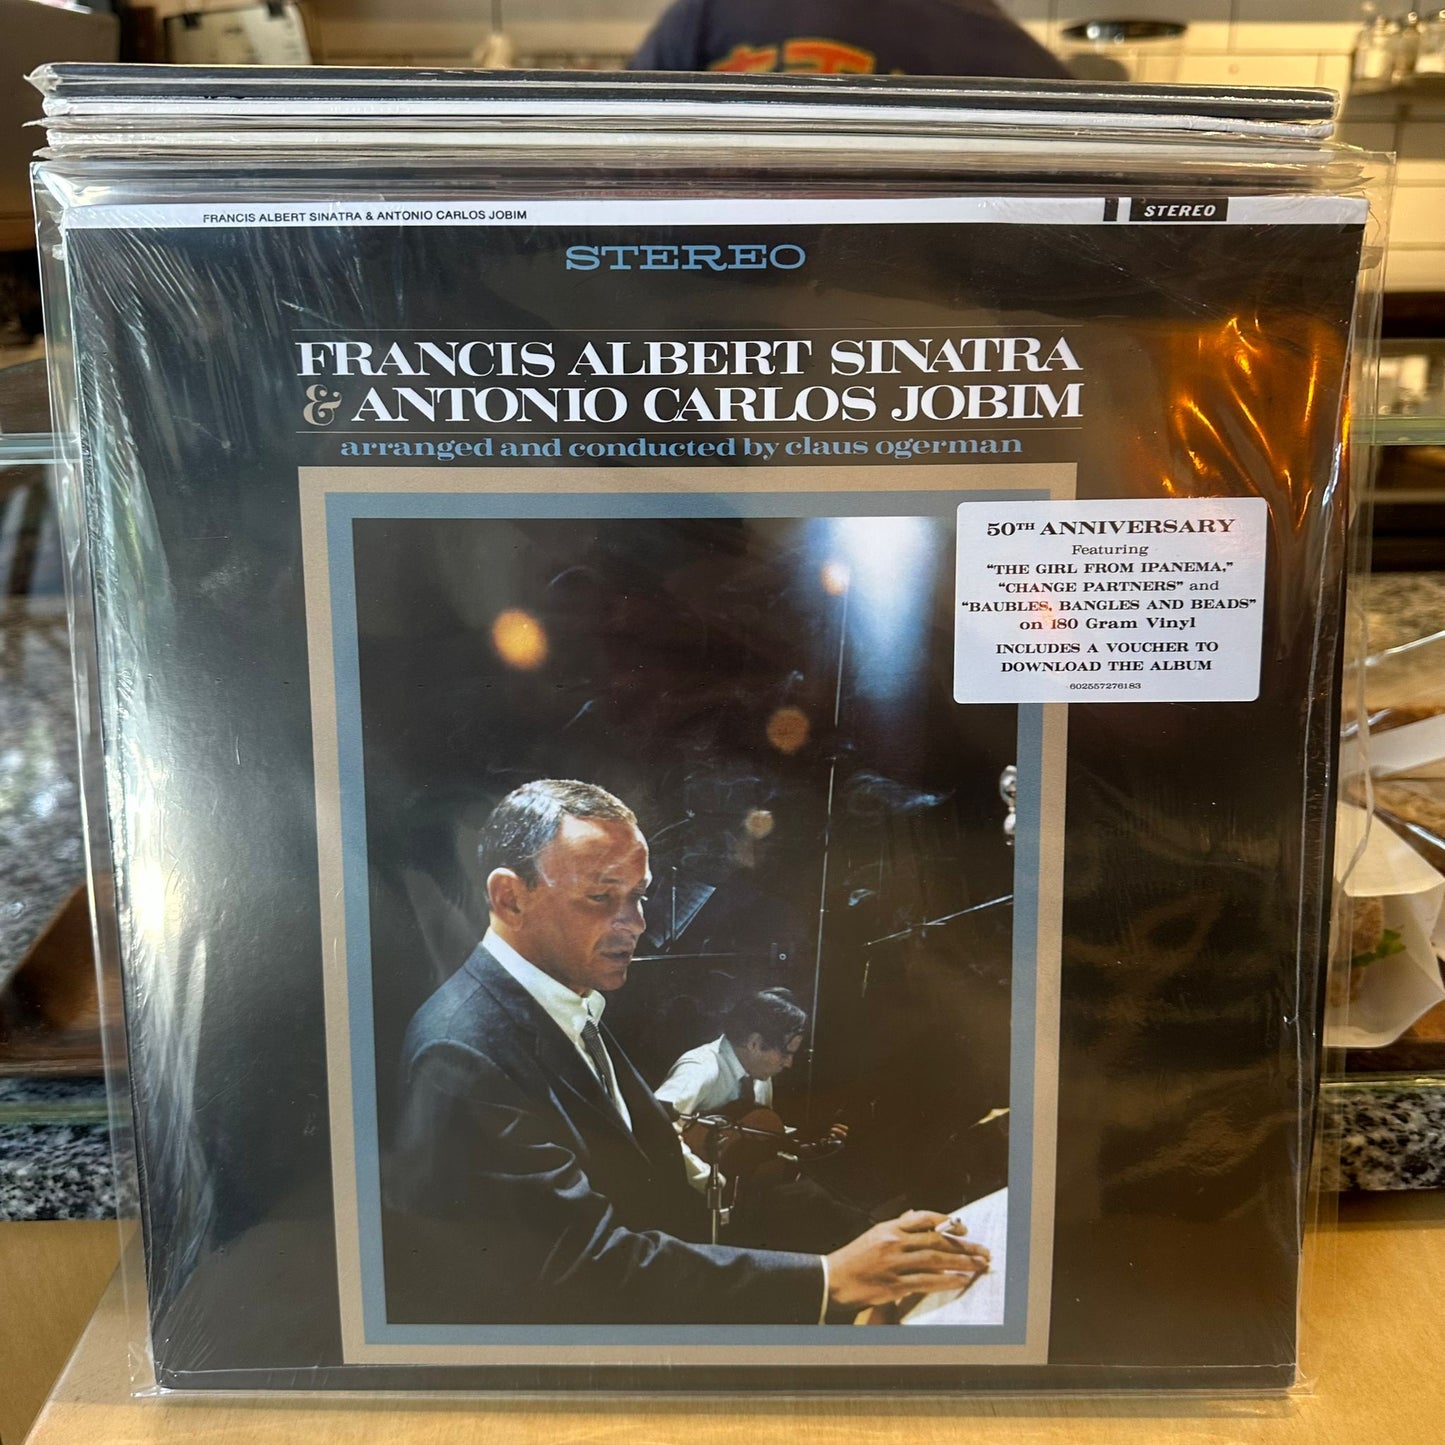 FRANCIS ALBERT SINATRA & ANTONIO CARLOS JOBIM
STEREO
STEREO
FRANCIS ALBERT SINATRA
& ANTONIO CARLOS JOBIM
arranged and conducted by claus ogerman
50TH ANNIVERSARY
Featuring
"THE GIRL FROM IPANEMA,"
"CHANGE PARTNERS" and
"BAUBLES, BANGLES AND BEADS"
on 180 Gram Vinyl
INCLUDES A VOUCHER TO
DOWNLOAD THE ALBUM
602557276183